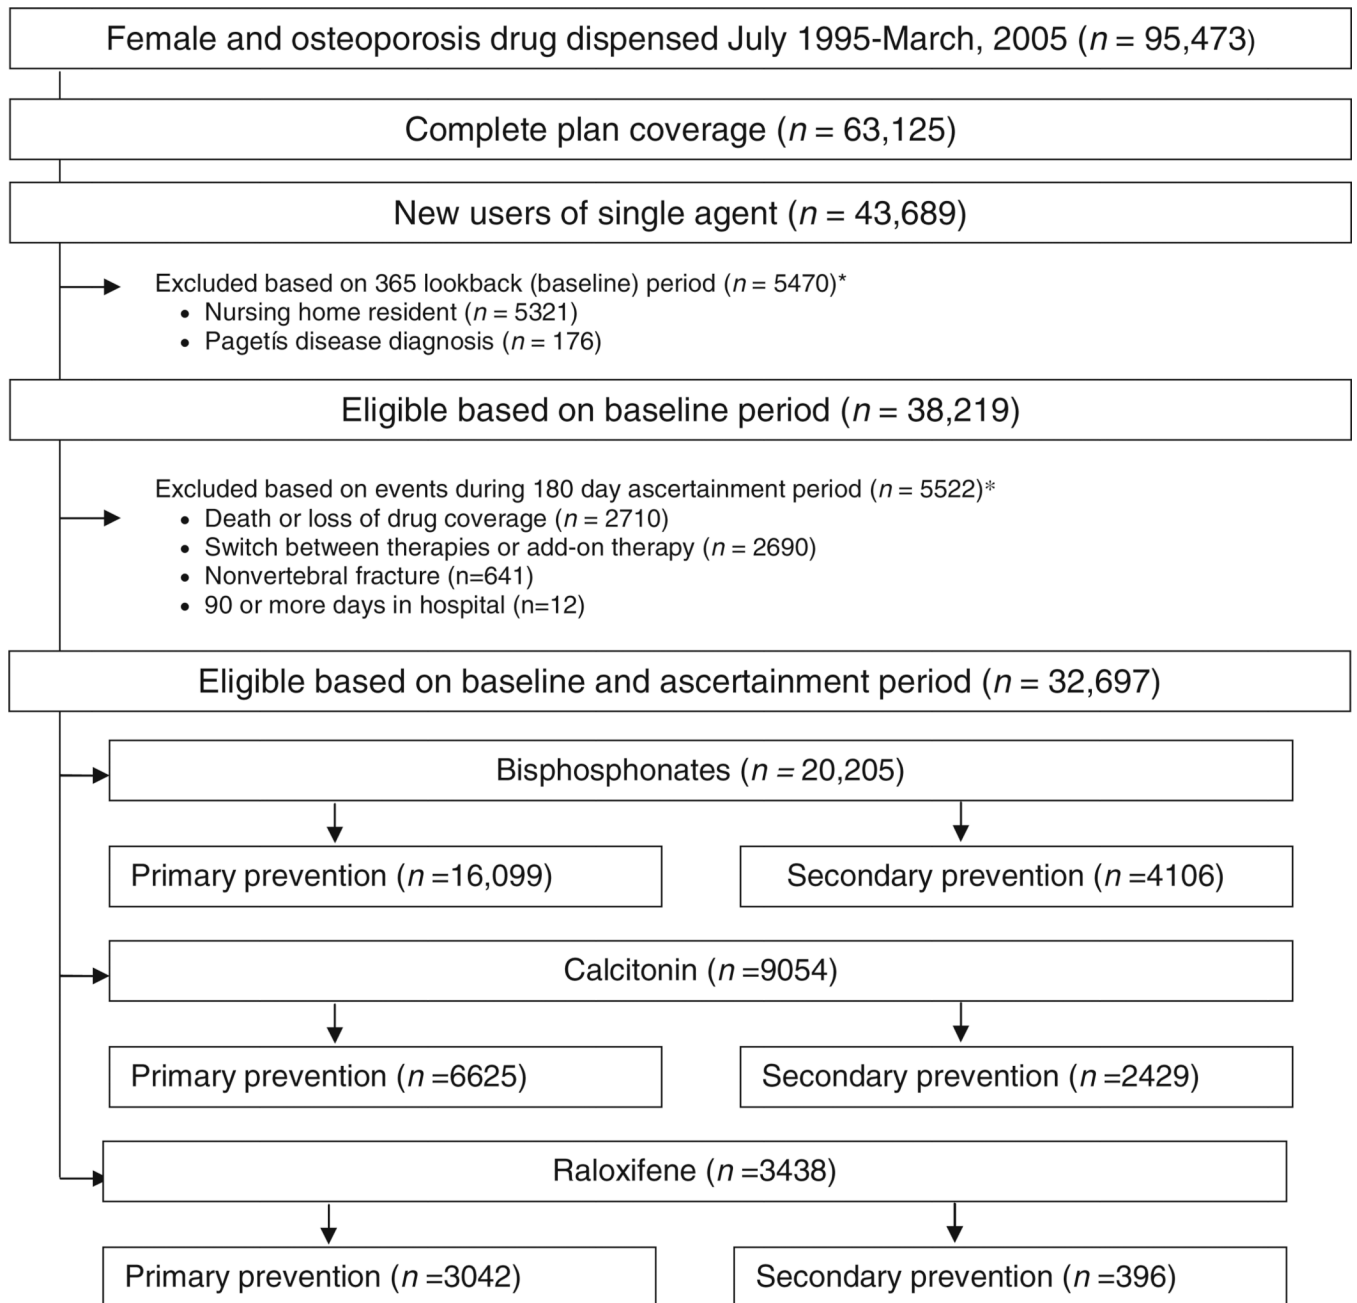 Female and osteoporosis drug dispensed July 1995-March, 2005 (n = 95,473)
Complete plan coverage (n = 63,125)
New users of single agent (n = 43,689)
Excluded based on 365 lookback (baseline) period (n = 5470)*
• Nursing home resident (n = 5321)
• Pagetís disease diagnosis (n = 176)
Eligible based on baseline period (n = 38,219)
Excluded based on events during 180 day ascertainment period (n = 5522)*
• Death or loss of drug coverage (n = 2710)
• Switch between therapies or add-on therapy (n = 2690)
• Nonvertebral fracture (n=641)
• 90 or more days in hospital (n=12)
Eligible based on baseline and ascertainment period (n = 32,697)
Bisphosphonates (n = 20,205)
Primary prevention (n =16,099)
Secondary prevention (n =4106)
Calcitonin (n =9054)
Primary prevention (n =6625)
Secondary prevention (n =2429)
Raloxifene (n =3438)
Primary prevention (n =3042)
Secondary prevention (n =396)